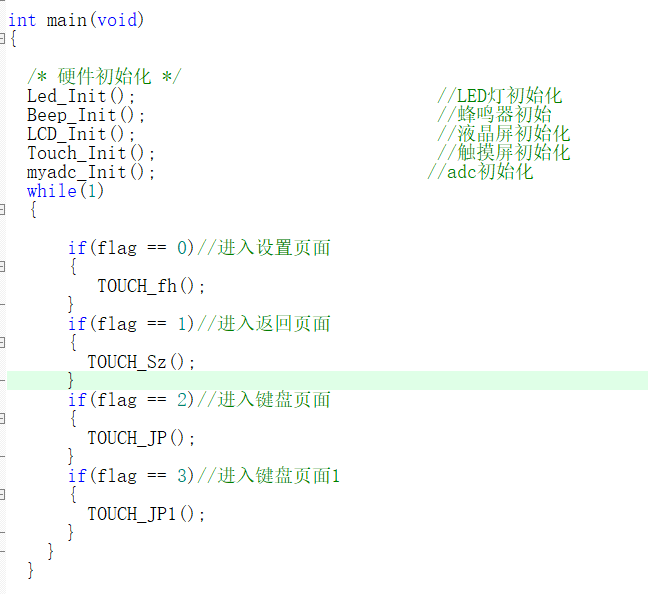 int main(void)
{
/* 硬件初始化 */
Led_Init(); //LED灯初始化
Beep_Init(); //蜂鸣器初始
LCD_Init(); //液晶屏初始化
Touch_Init(); //触摸屏初始化
myadc_Init(); //adc初始化
while(1)
{
if(flag == 0)//进入设置页面
{
TOUCH_fh();
}
if(flag == 1)//进入返回页面
{
TOUCH_Sz();
}
if(flag == 2)//进入键盘页面
{
TOUCH_JP();
}
if(flag == 3)//进入键盘页面1
{
TOUCH_JP1();
}
}
}